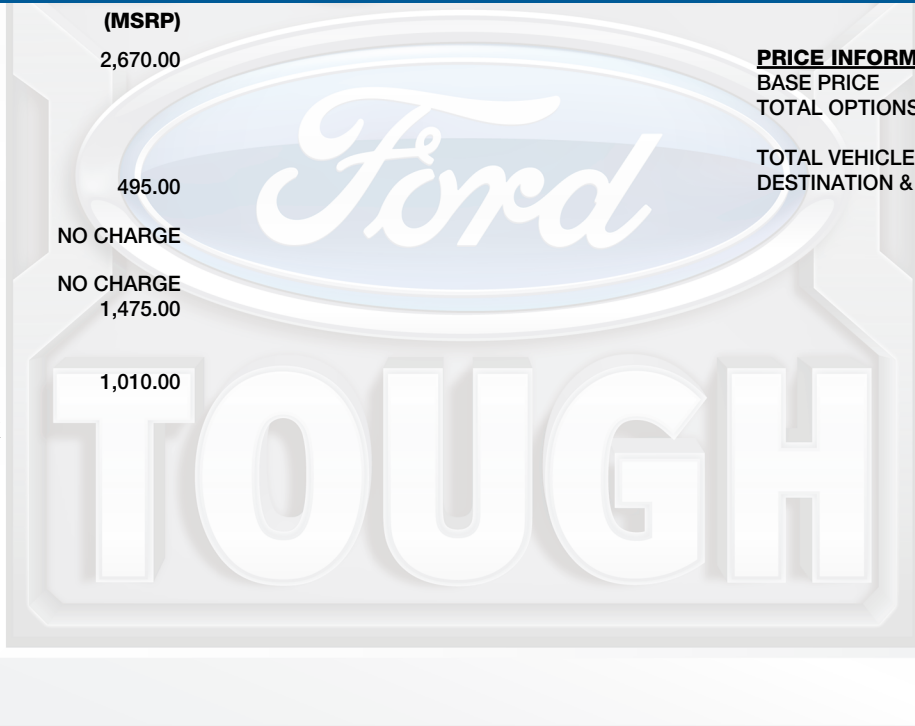 (MSRP)
2,670.00
495.00
NO CHARGE
NO CHARGE
1,475.00
1,010.00
PRICE INFORM
BASE PRICE
TOTAL OPTIONS
TOTAL VEHICLE
DESTINATION &
Ford
TOUGH